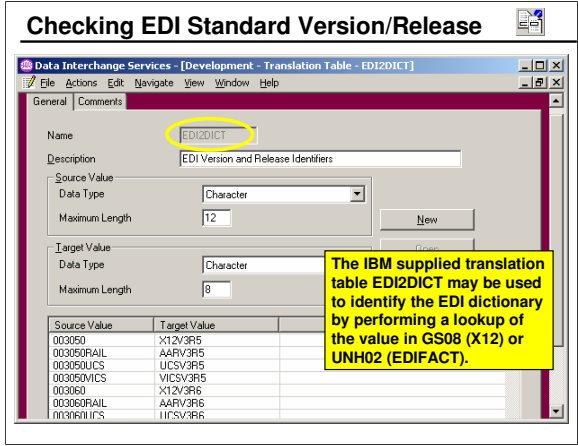 Checking EDI Standard Version/Release
Data Interchange Services - [Development - Translation Table - EDI2DICT]
File Actions Edit Navigate View Window Help
General Comments
Name EDI2DICT
Description EDI Version and Release Identifiers
Source Value
Data Type Character
Maximum Length 12
New
Target Value
Open
Data Type Character
Maximum Length 8
The IBM supplied translation
table EDI2DICT may be used
to identify the EDI dictionary
by performing a lookup of
the value in GS08 (X12) or
UNH02 (EDIFACT).
Source Value Target Value
003050 X12V3R5
003050RAIL AARV3R5
003050UCS UCSV3R5
003050VICS VICSV3R5
003060 X12V3R6
003060RAIL AARV3R6
003060UCS UCSV3R6